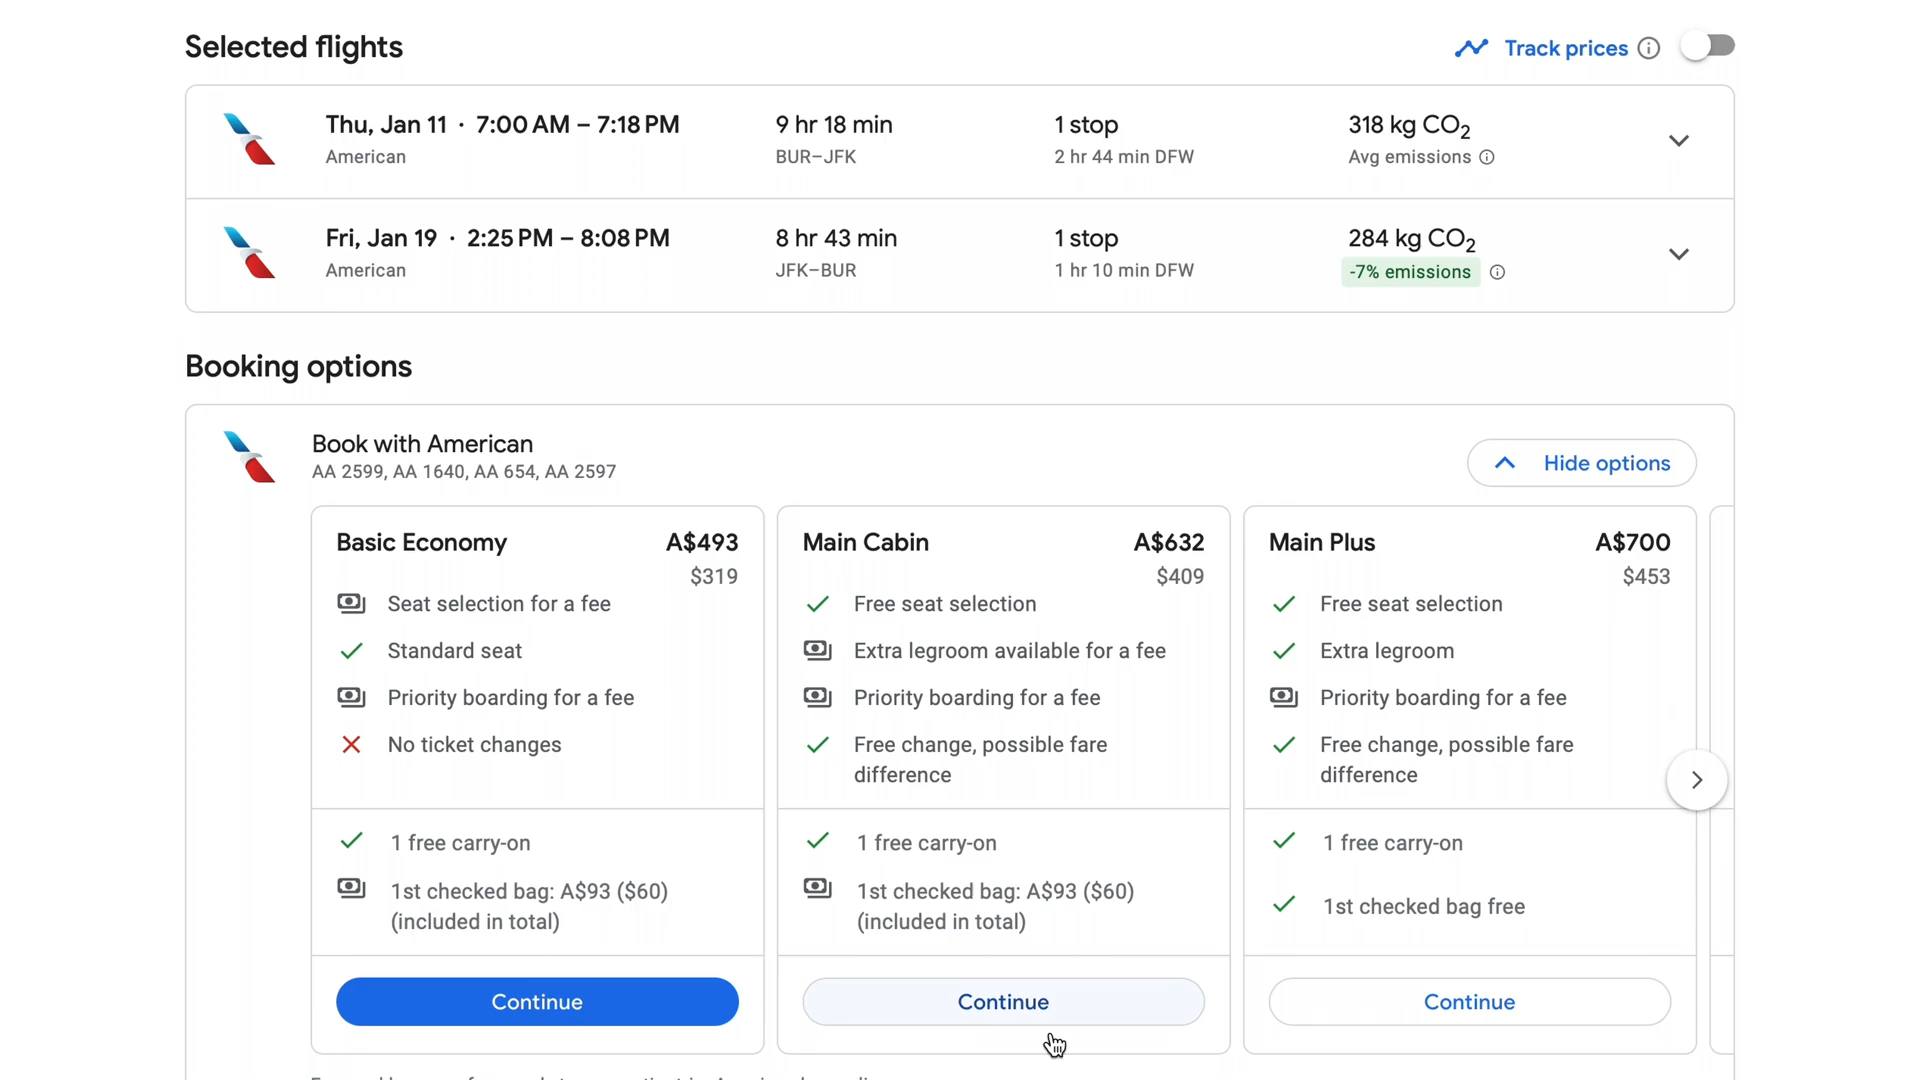 Selected flights
Track prices
Thu, Jan 11 · 7:00 AM – 7:18 PM
9 hr 18 min
1 stop
318 kg CO2
American
BUR–JFK
2 hr 44 min DFW
Avg emissions
Fri, Jan 19 · 2:25 PM – 8:08 PM
8 hr 43 min
1 stop
284 kg CO2
American
JFK–BUR
1 hr 10 min DFW
-7% emissions
Booking options
Book with American
AA 2599, AA 1640, AA 654, AA 2597
Hide options
Basic Economy
A$493
$319
Seat selection for a fee
Standard seat
Priority boarding for a fee
No ticket changes
1 free carry-on
1st checked bag: A$93 ($60)
(included in total)
Continue
Main Cabin
A$632
$409
Free seat selection
Extra legroom available for a fee
Priority boarding for a fee
Free change, possible fare
difference
1 free carry-on
1st checked bag: A$93 ($60)
(included in total)
Continue
Main Plus
A$700
$453
Free seat selection
Extra legroom
Priority boarding for a fee
Free change, possible fare
difference
1 free carry-on
1st checked bag free
Continue